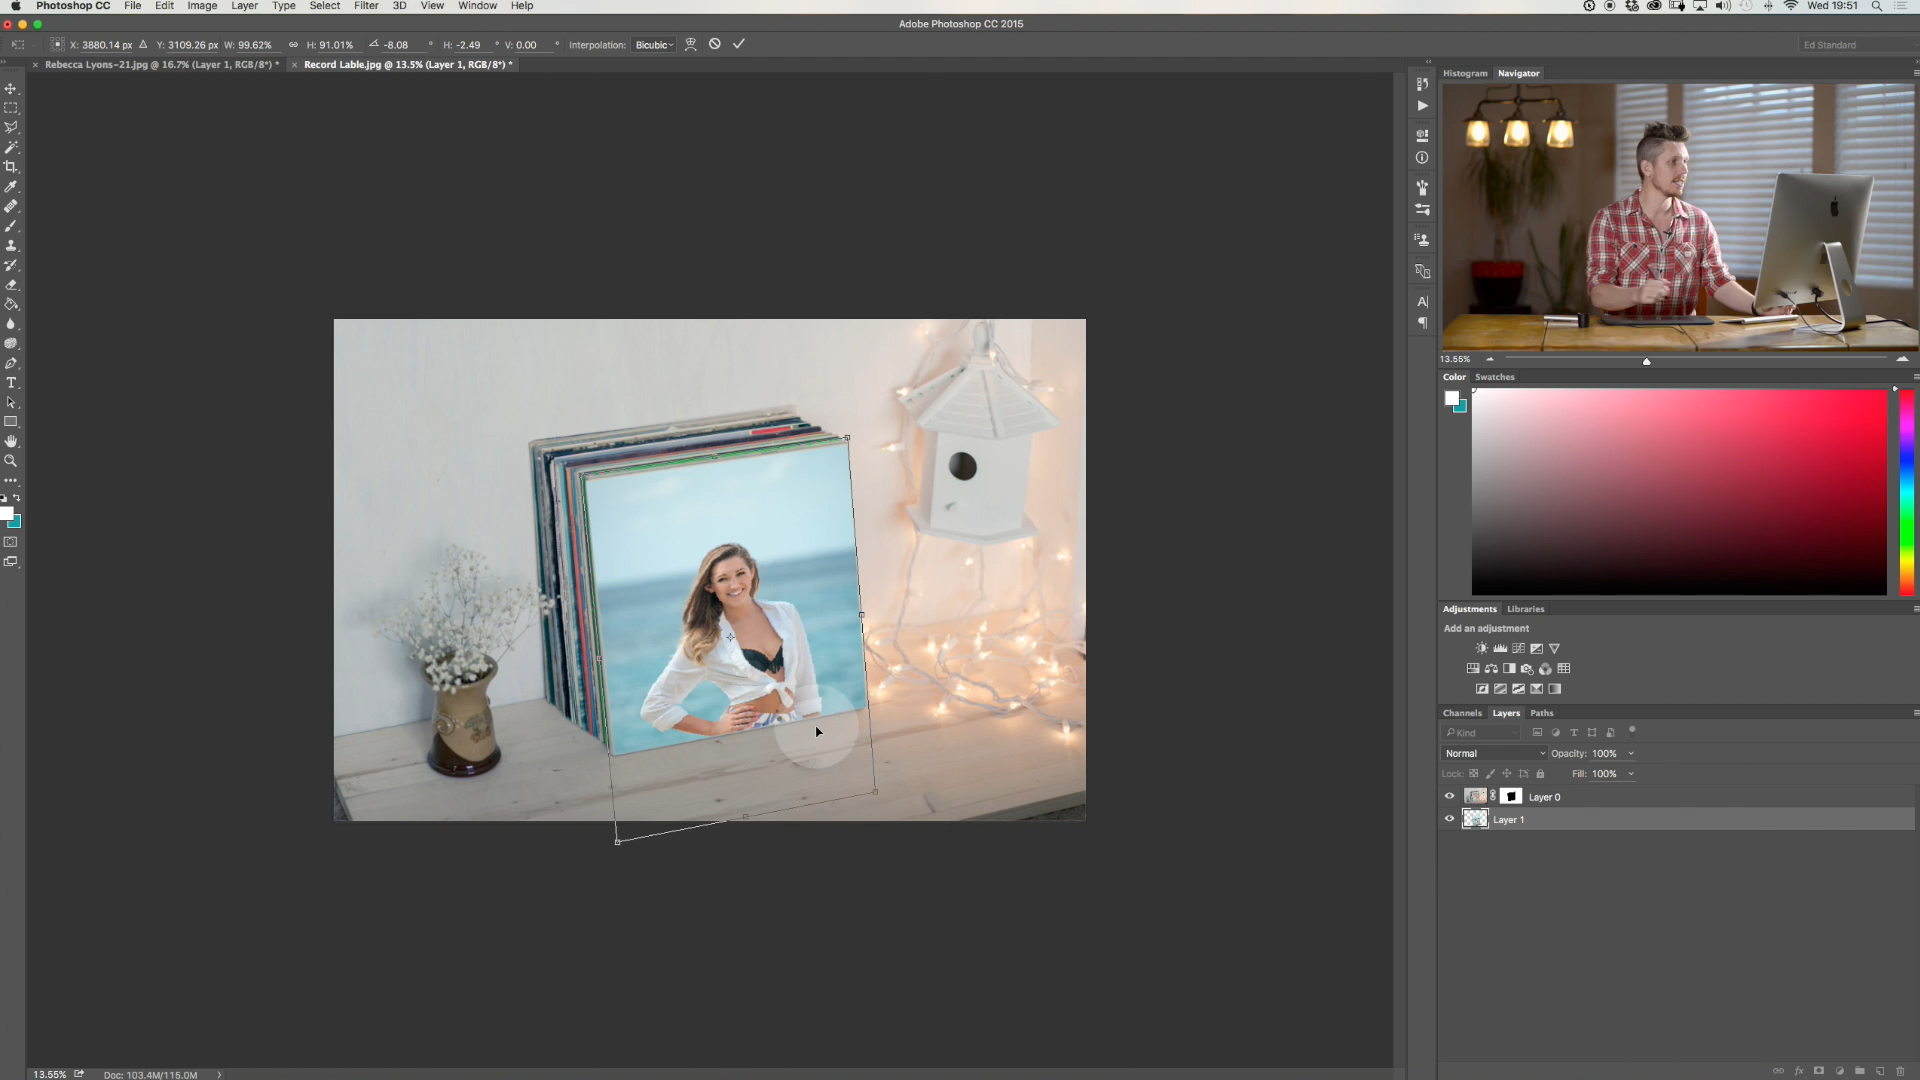 Photoshop CC File Edit Image Layer Type Select Filter 3D View Window Help Wed 19:51
Adobe Photoshop CC 2015
X: 3880.14 px Y: 3109.26 px W: 99.62% H: 91.01% -8.08 ° H: -2.49 ° V: 0.00 ° Interpolation: Bicubic Ed Standard
× Rebecca Lyons-21.jpg @ 16.7% (Layer 1, RGB/8*) * × Record Lable.jpg @ 13.5% (Layer 1, RGB/8*) *
Histogram Navigator
13.55%
Color Swatches
Adjustments Libraries
Add an adjustment
Channels Layers Paths
Kind
Normal Opacity: 100%
Lock: Fill: 100%
Layer 0
Layer 1
13.55% Doc: 103.4M/115.0M